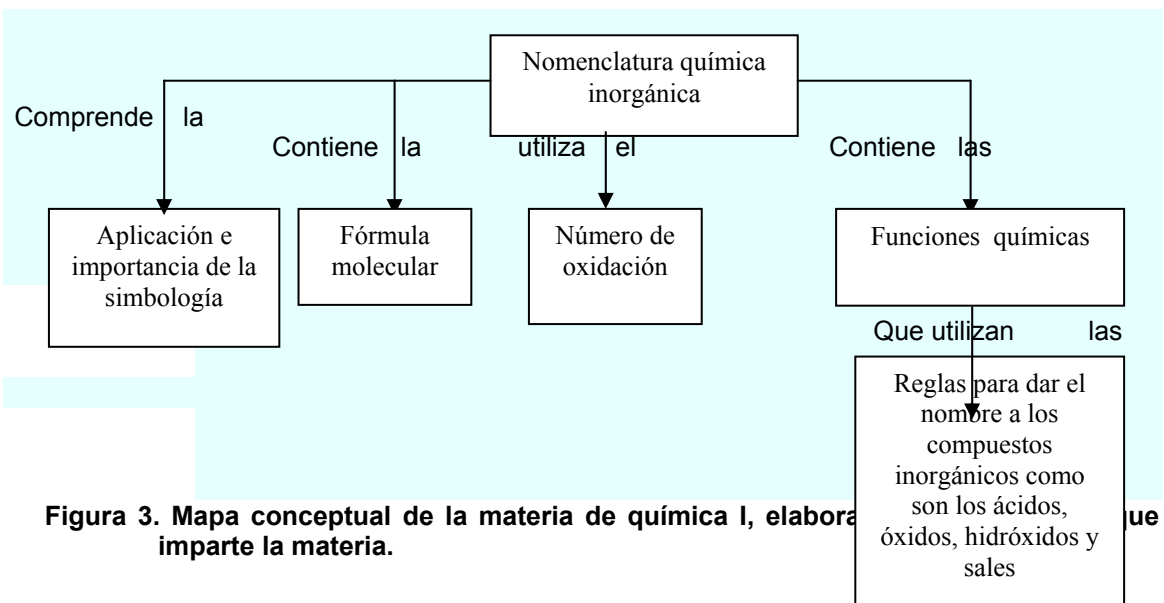 Nomenclatura química
inorgánica
Comprende la
Contiene la
utiliza el
Contiene las
Aplicación e
importancia de la
simbología
Fórmula
molecular
Número de
oxidación
Funciones químicas
Que utilizan las
Reglas para dar el
nombre a los
compuestos
inorgánicos como
son los ácidos,
óxidos, hidróxidos y
sales
Figura 3. Mapa conceptual de la materia de química I,
imparte la materia.